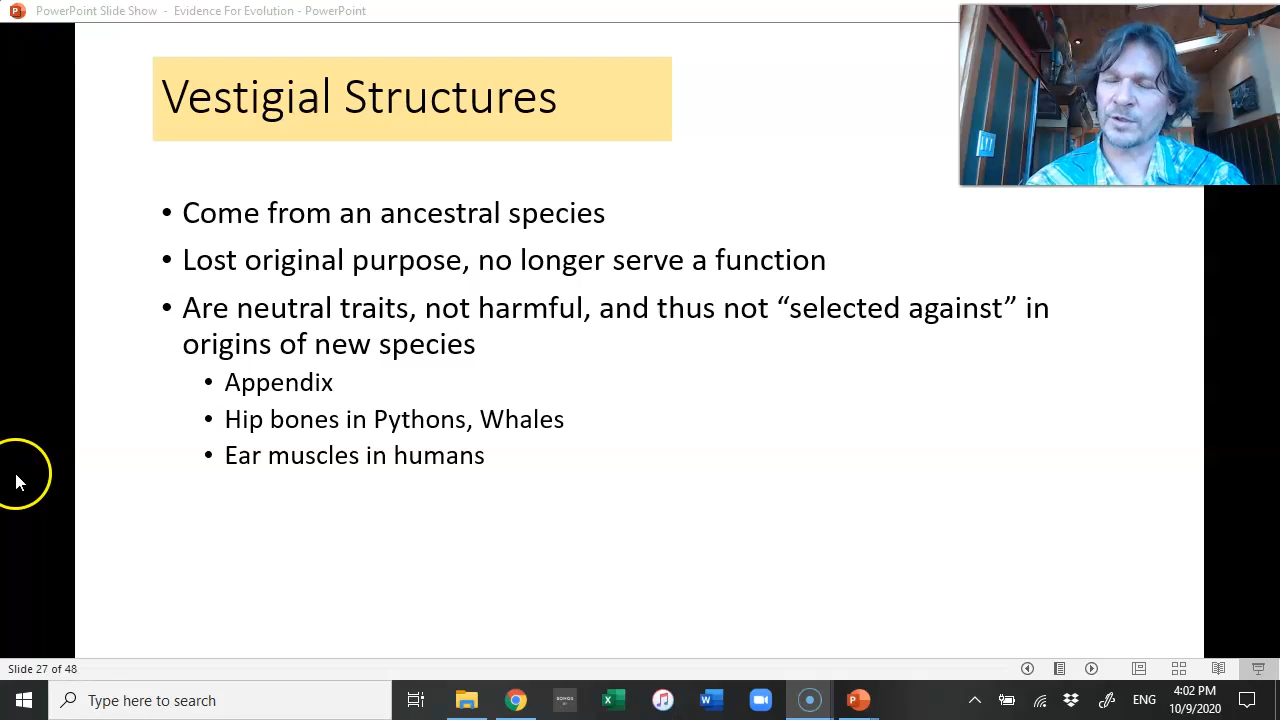 PowerPoint Slide Show - Evidence For Evolution - PowerPoint
Vestigial Structures
• Come from an ancestral species
• Lost original purpose, no longer serve a function
• Are neutral traits, not harmful, and thus not “selected against” in
origins of new species
• Appendix
• Hip bones in Pythons, Whales
• Ear muscles in humans
Slide 27 of 48
Type here to search
ENG
4:02 PM
10/9/2020